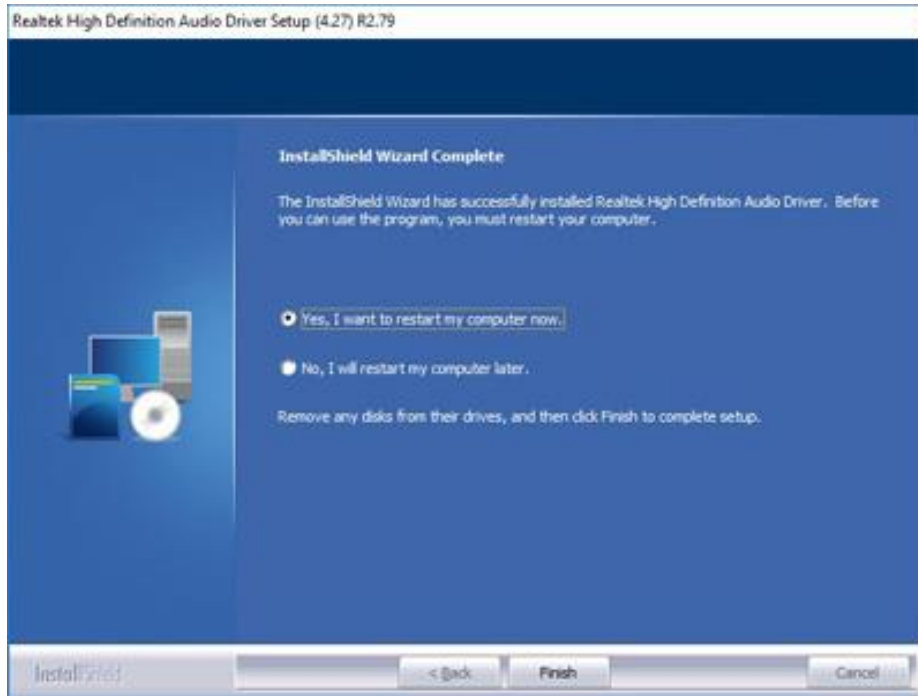 Realtek High Definition Audio Driver Setup (4.27) R2.79
InstallShield Wizard Complete
The InstallShield Wizard has successfully installed Realtek High Definition Audio Driver. Before
you can use the program, you must restart your computer.
Yes, I want to restart my computer now.
No, I will restart my computer later.
Remove any disks from their drives, and then click Finish to complete setup.
InstallShield
< Back
Finish
Cancel